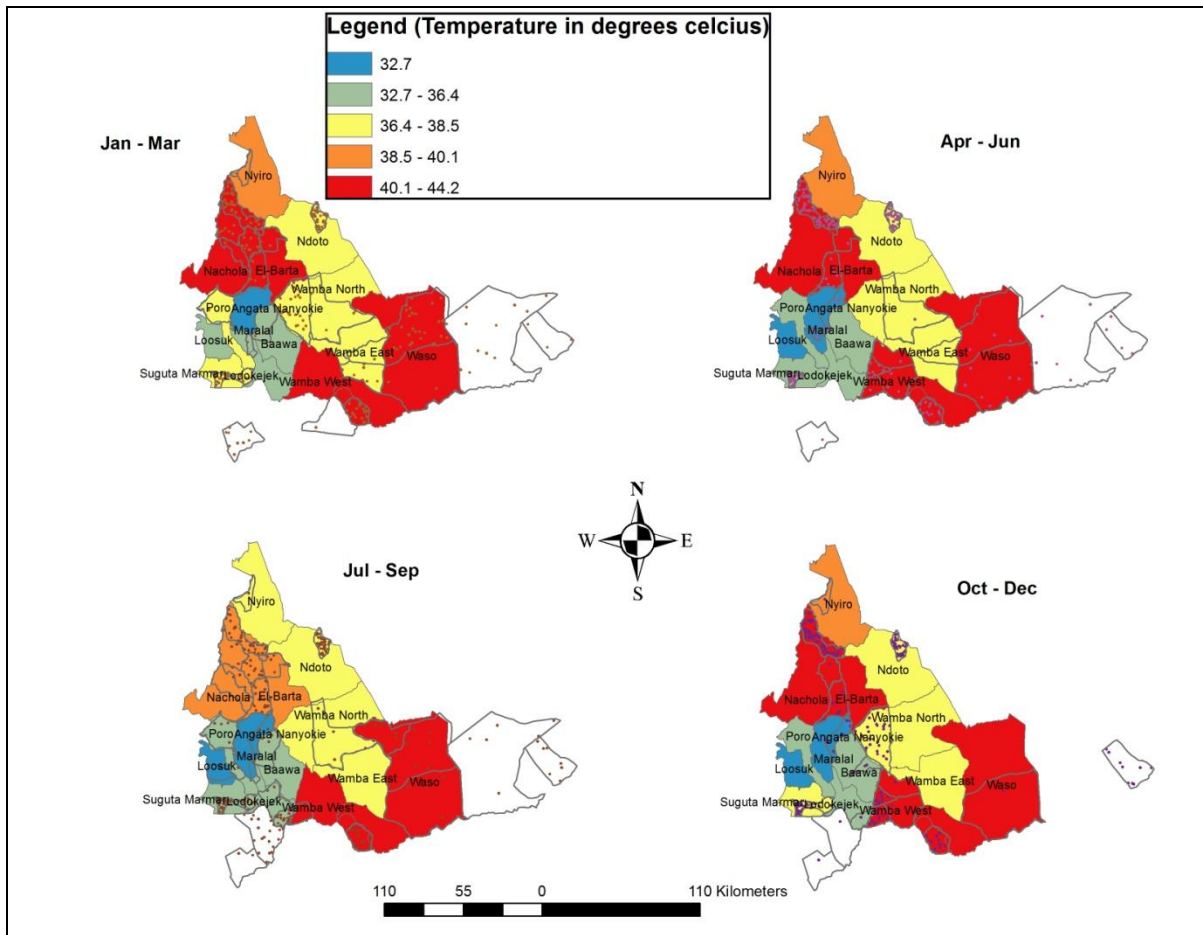 Legend (Temperature in degrees celcius)
32.7
32.7 - 36.4
36.4 - 38.5
38.5 - 40.1
40.1 - 44.2
Jan - Mar
Nyiro
Ndoto
Nachola
El-Barta
Wamba North
Poro
Angata Nanyokie
Maralal
Loosuk
Baawa
Wamba East
Waso
Suguta Marmar
Lodokejek
Wamba West
Apr - Jun
Nyiro
Ndoto
Nachola
El-Barta
Wamba North
Poro
Angata Nanyokie
Maralal
Loosuk
Baawa
Wamba East
Waso
Suguta Marmar
Lodokejek
Wamba West
N
W
E
S
Jul - Sep
Nyiro
Ndoto
Nachola
El-Barta
Wamba North
Poro
Angata Nanyokie
Maralal
Loosuk
Baawa
Wamba East
Waso
Suguta Marmar
Lodokejek
Wamba West
Oct - Dec
Nyiro
Ndoto
Nachola
El-Barta
Wamba North
Poro
Angata Nanyokie
Maralal
Loosuk
Baawa
Wamba East
Waso
Suguta Marmar
Lodokejek
Wamba West
110 55 0 110 Kilometers